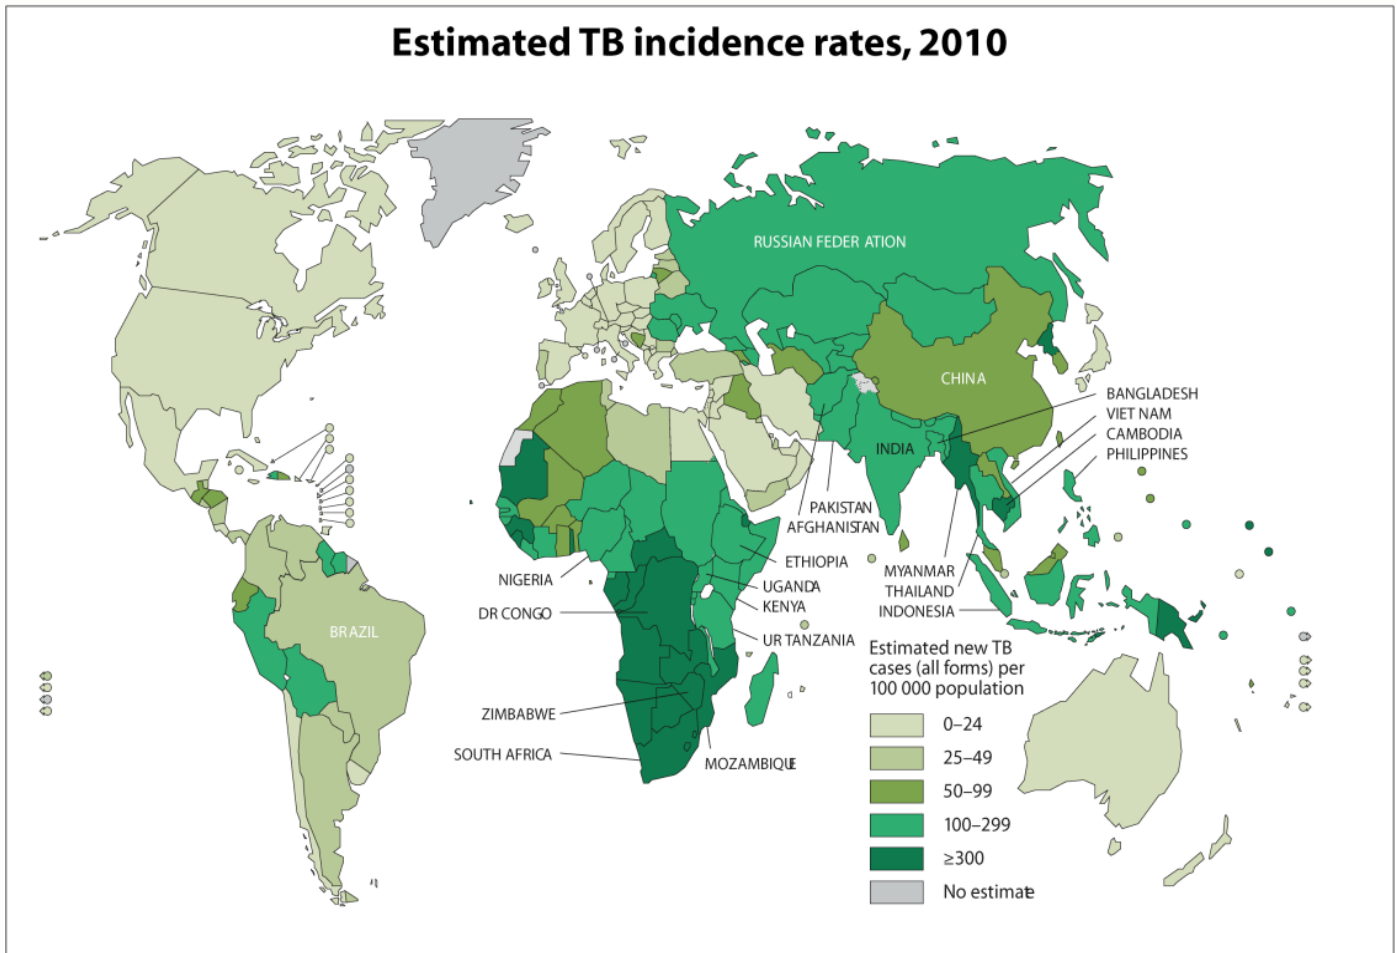 Estimated TB incidence rates, 2010
RUSSIAN FEDER ATION
CHINA
BANGLADESH
VIET NAM
CAMBODIA
PHILIPPINES
INDIA
PAKISTAN
AFGHANISTAN
ETHIOPIA
NIGERIA
UGANDA
KENYA
DR CONGO
UR TANZANIA
MYANMAR
THAILAND
INDONESIA
BRAZIL
ZIMBABWE
SOUTH AFRICA
MOZAMBIQUE
Estimated new TB
cases (all forms) per
100 000 population
0–24
25–49
50–99
100–299
≥300
No estimate